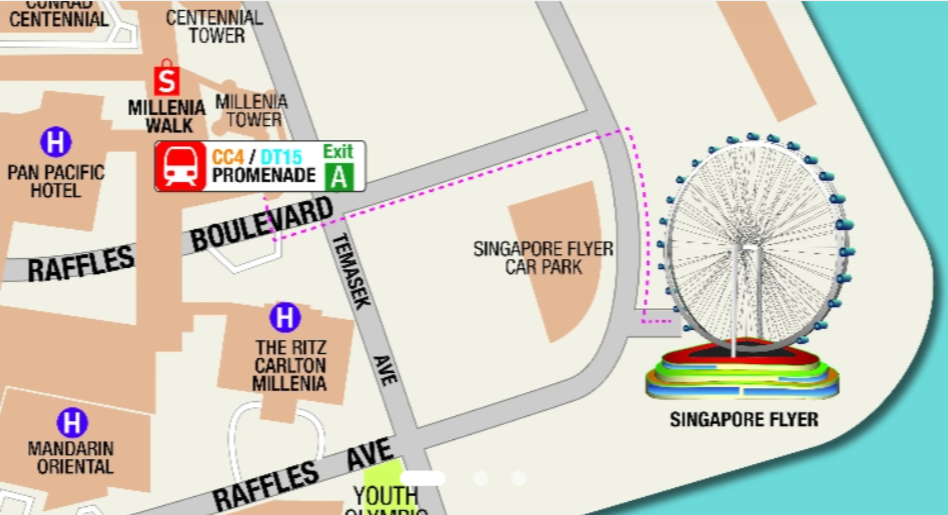 CONRAD
CENTENNIAL
CENTENNIAL
TOWER
S
MILLENIA
WALK
MILLENIA
TOWER
H
PAN PACIFIC
HOTEL
CC4 / DT15
PROMENADE
Exit
A
RAFFLES BOULEVARD
TEMASEK AVE
SINGAPORE FLYER
CAR PARK
H
THE RITZ
CARLTON
MILLENIA
SINGAPORE FLYER
H
MANDARIN
ORIENTAL
RAFFLES AVE
YOUTH
OLYMPIC